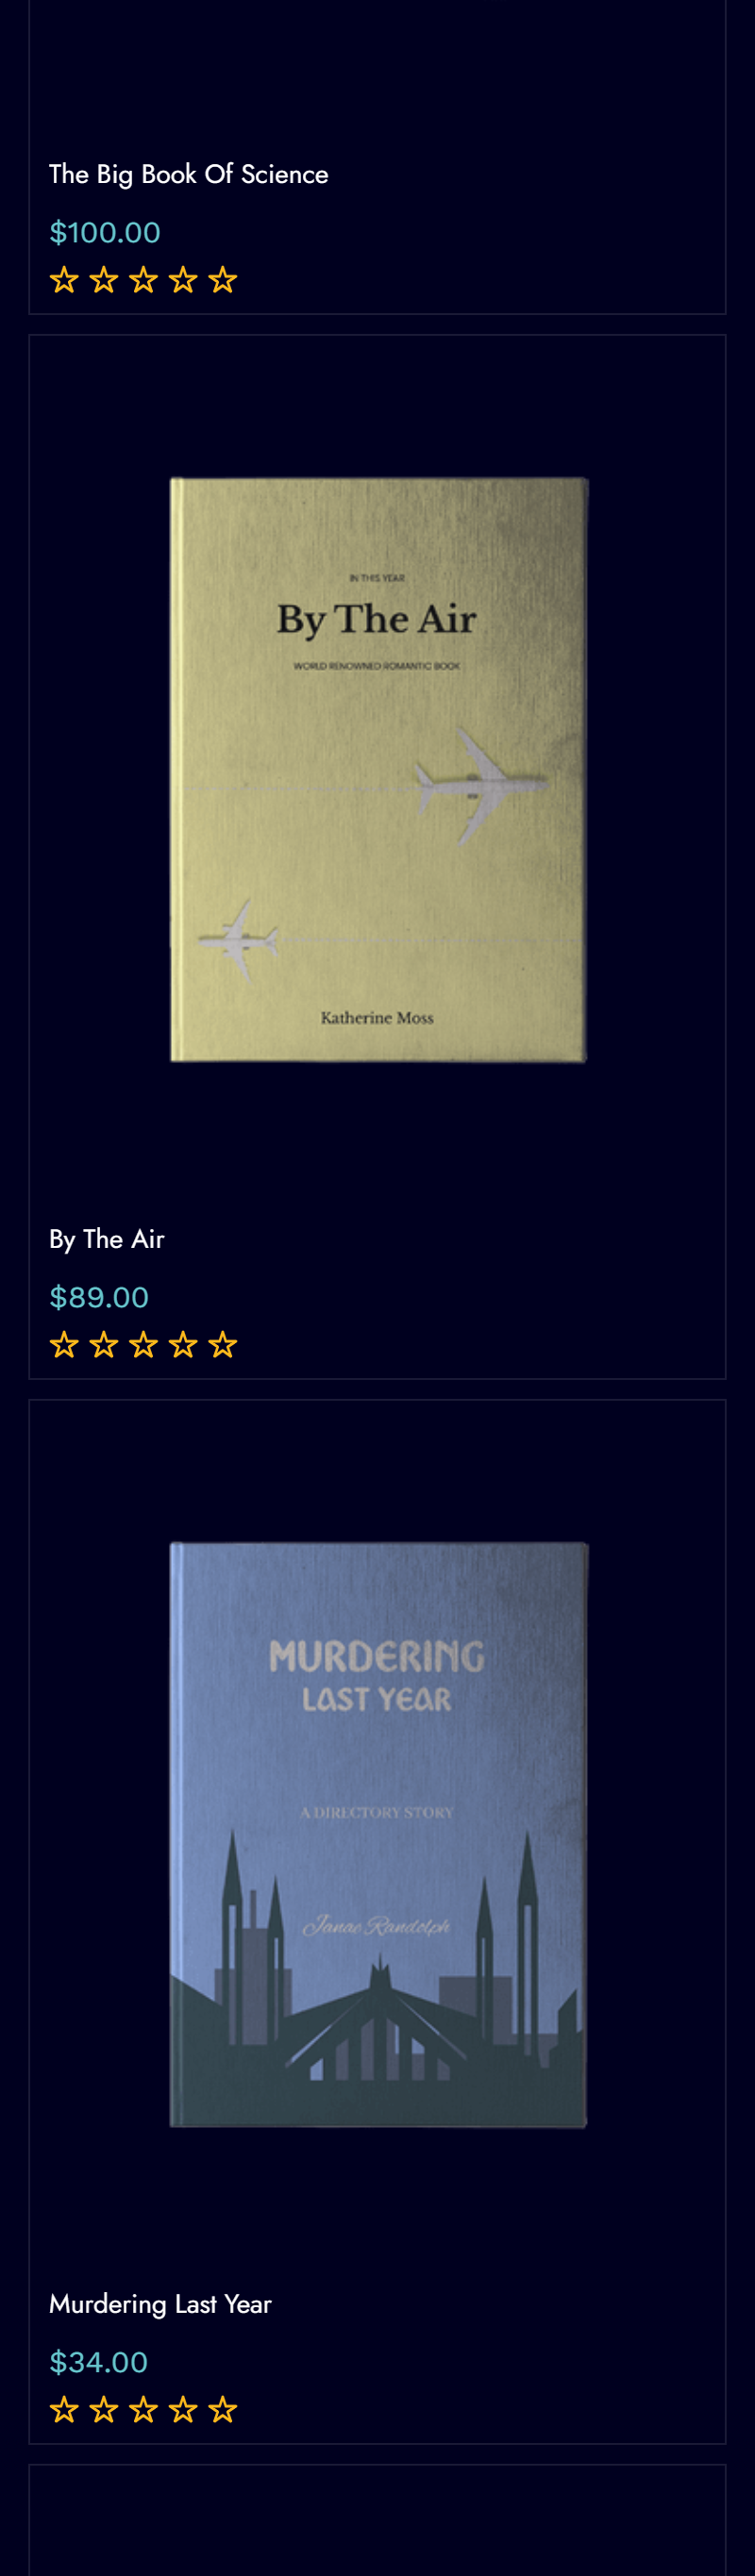 The Big Book Of Science
$100.00
IN THIS YEAR
By The Air
WORLD RENOWNED ROMANTIC BOOK
Katherine Moss
By The Air
$89.00
MURDERING
LAST YEAR
A DIRECTORY STORY
Janae Randolph
Murdering Last Year
$34.00